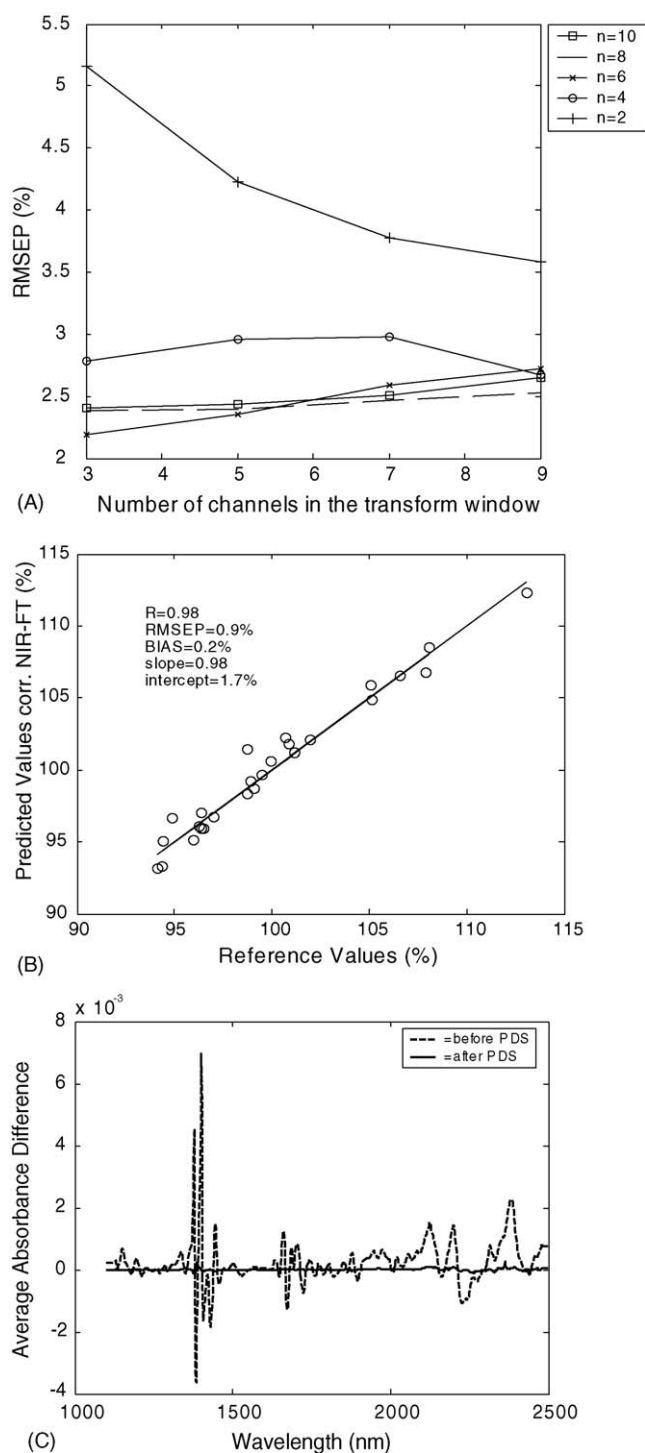 5.5
5
4.5
4
3.5
3
2.5
2
RMSEP (%)
n=10
n=8
n=6
n=4
n=2
3 4 5 6 7 8 9
(A) Number of channels in the transform window
110
105
100
95
90
Predicted Values corr. NIR-FT (%)
R=0.98
RMSEP=0.9%
BIAS=0.2%
slope=0.98
intercept=1.7%
90 95 100 105 110 115
(B) Reference Values (%)
x 10-3
8
6
4
2
0
-2
-4
Average Absorbance Difference
=before PDS
=after PDS
1000 1500 2000 2500
(C) Wavelength (nm)